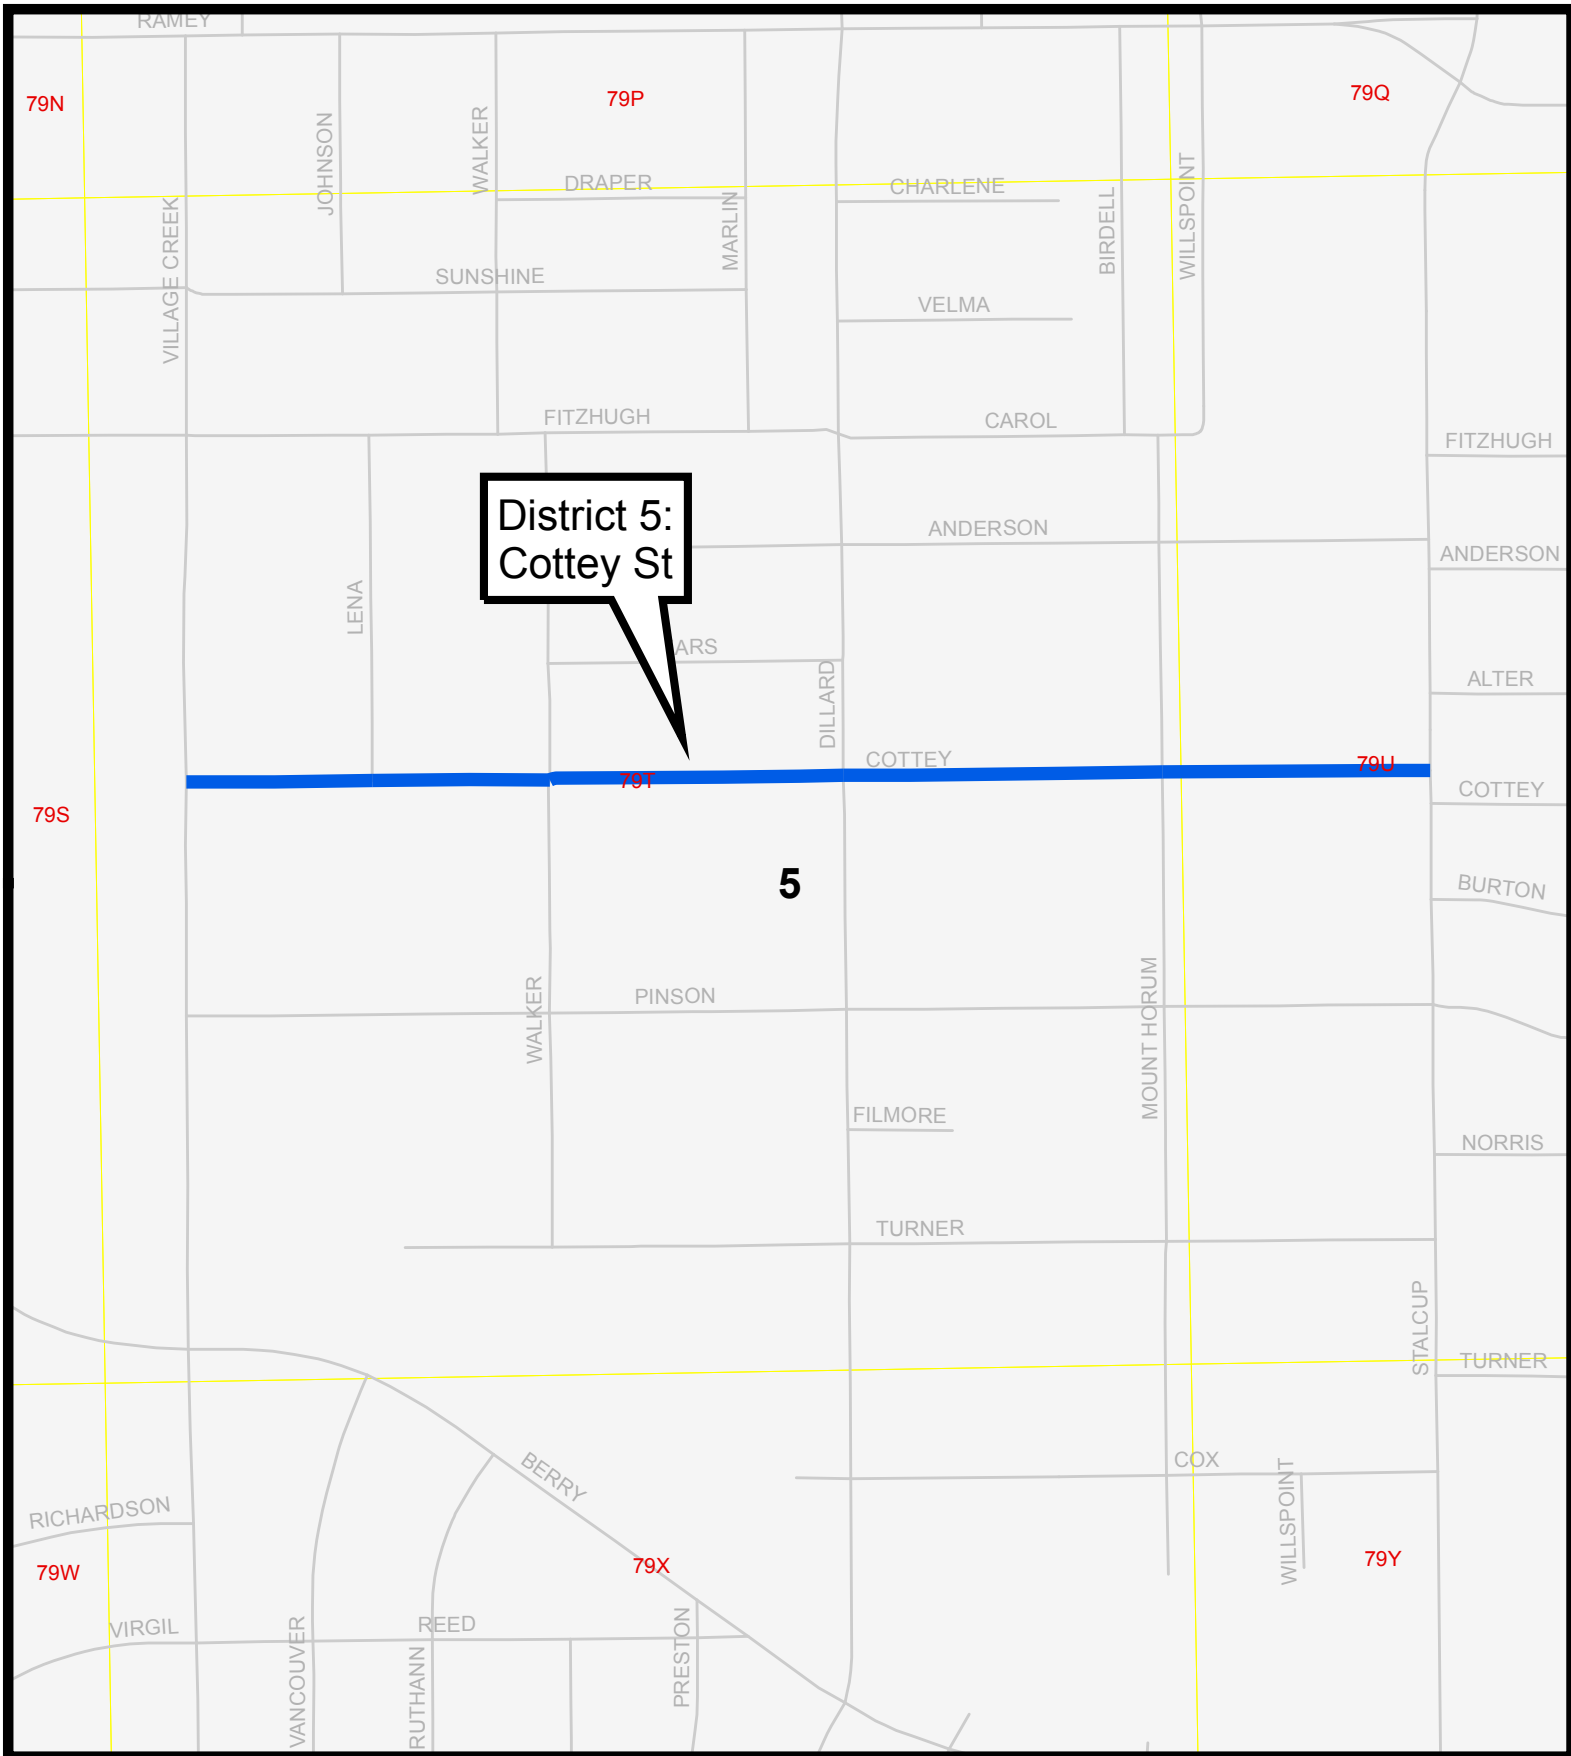 RAMEY
79N
79P
79Q
JOHNSON
WALKER
DRAPER
CHARLENE
VILLAGE CREEK
MARLIN
BIRDELL
WILLSPOINT
SUNSHINE
VELMA
FITZHUGH
CAROL
FITZHUGH
District 5:
Cottey St
ANDERSON
ANDERSON
LENA
ARS
DILLARD
ALTER
COTTEY
79U
79T
COTTEY
79S
5
BURTON
WALKER
PINSON
MOUNT HORUM
FILMORE
NORRIS
TURNER
STALCUP
TURNER
BERRY
COX
WILLSPOINT
RICHARDSON
79W
79X
79Y
VIRGIL
VANCOUVER
REED
RUTHANN
PRESTON